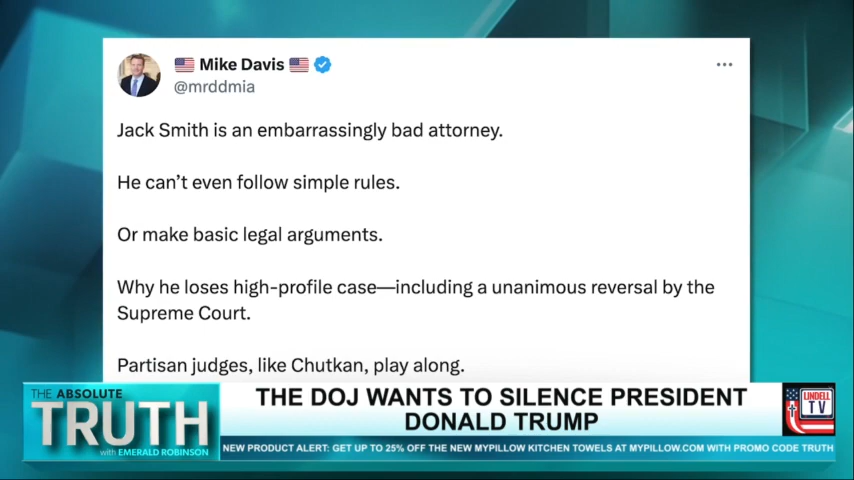 Mike Davis
@mrddmia
Jack Smith is an embarrassingly bad attorney.
He can’t even follow simple rules.
Or make basic legal arguments.
Why he loses high-profile case—including a unanimous reversal by the
Supreme Court.
Partisan judges, like Chutkan, play along.
THE ABSOLUTE
TRUTH
with EMERALD ROBINSON
THE DOJ WANTS TO SILENCE PRESIDENT
DONALD TRUMP
LINDELL
TV
NEW PRODUCT ALERT: GET UP TO 25% OFF THE NEW MYPILLOW KITCHEN TOWELS AT MYPILLOW.COM WITH PROMO CODE TRUTH